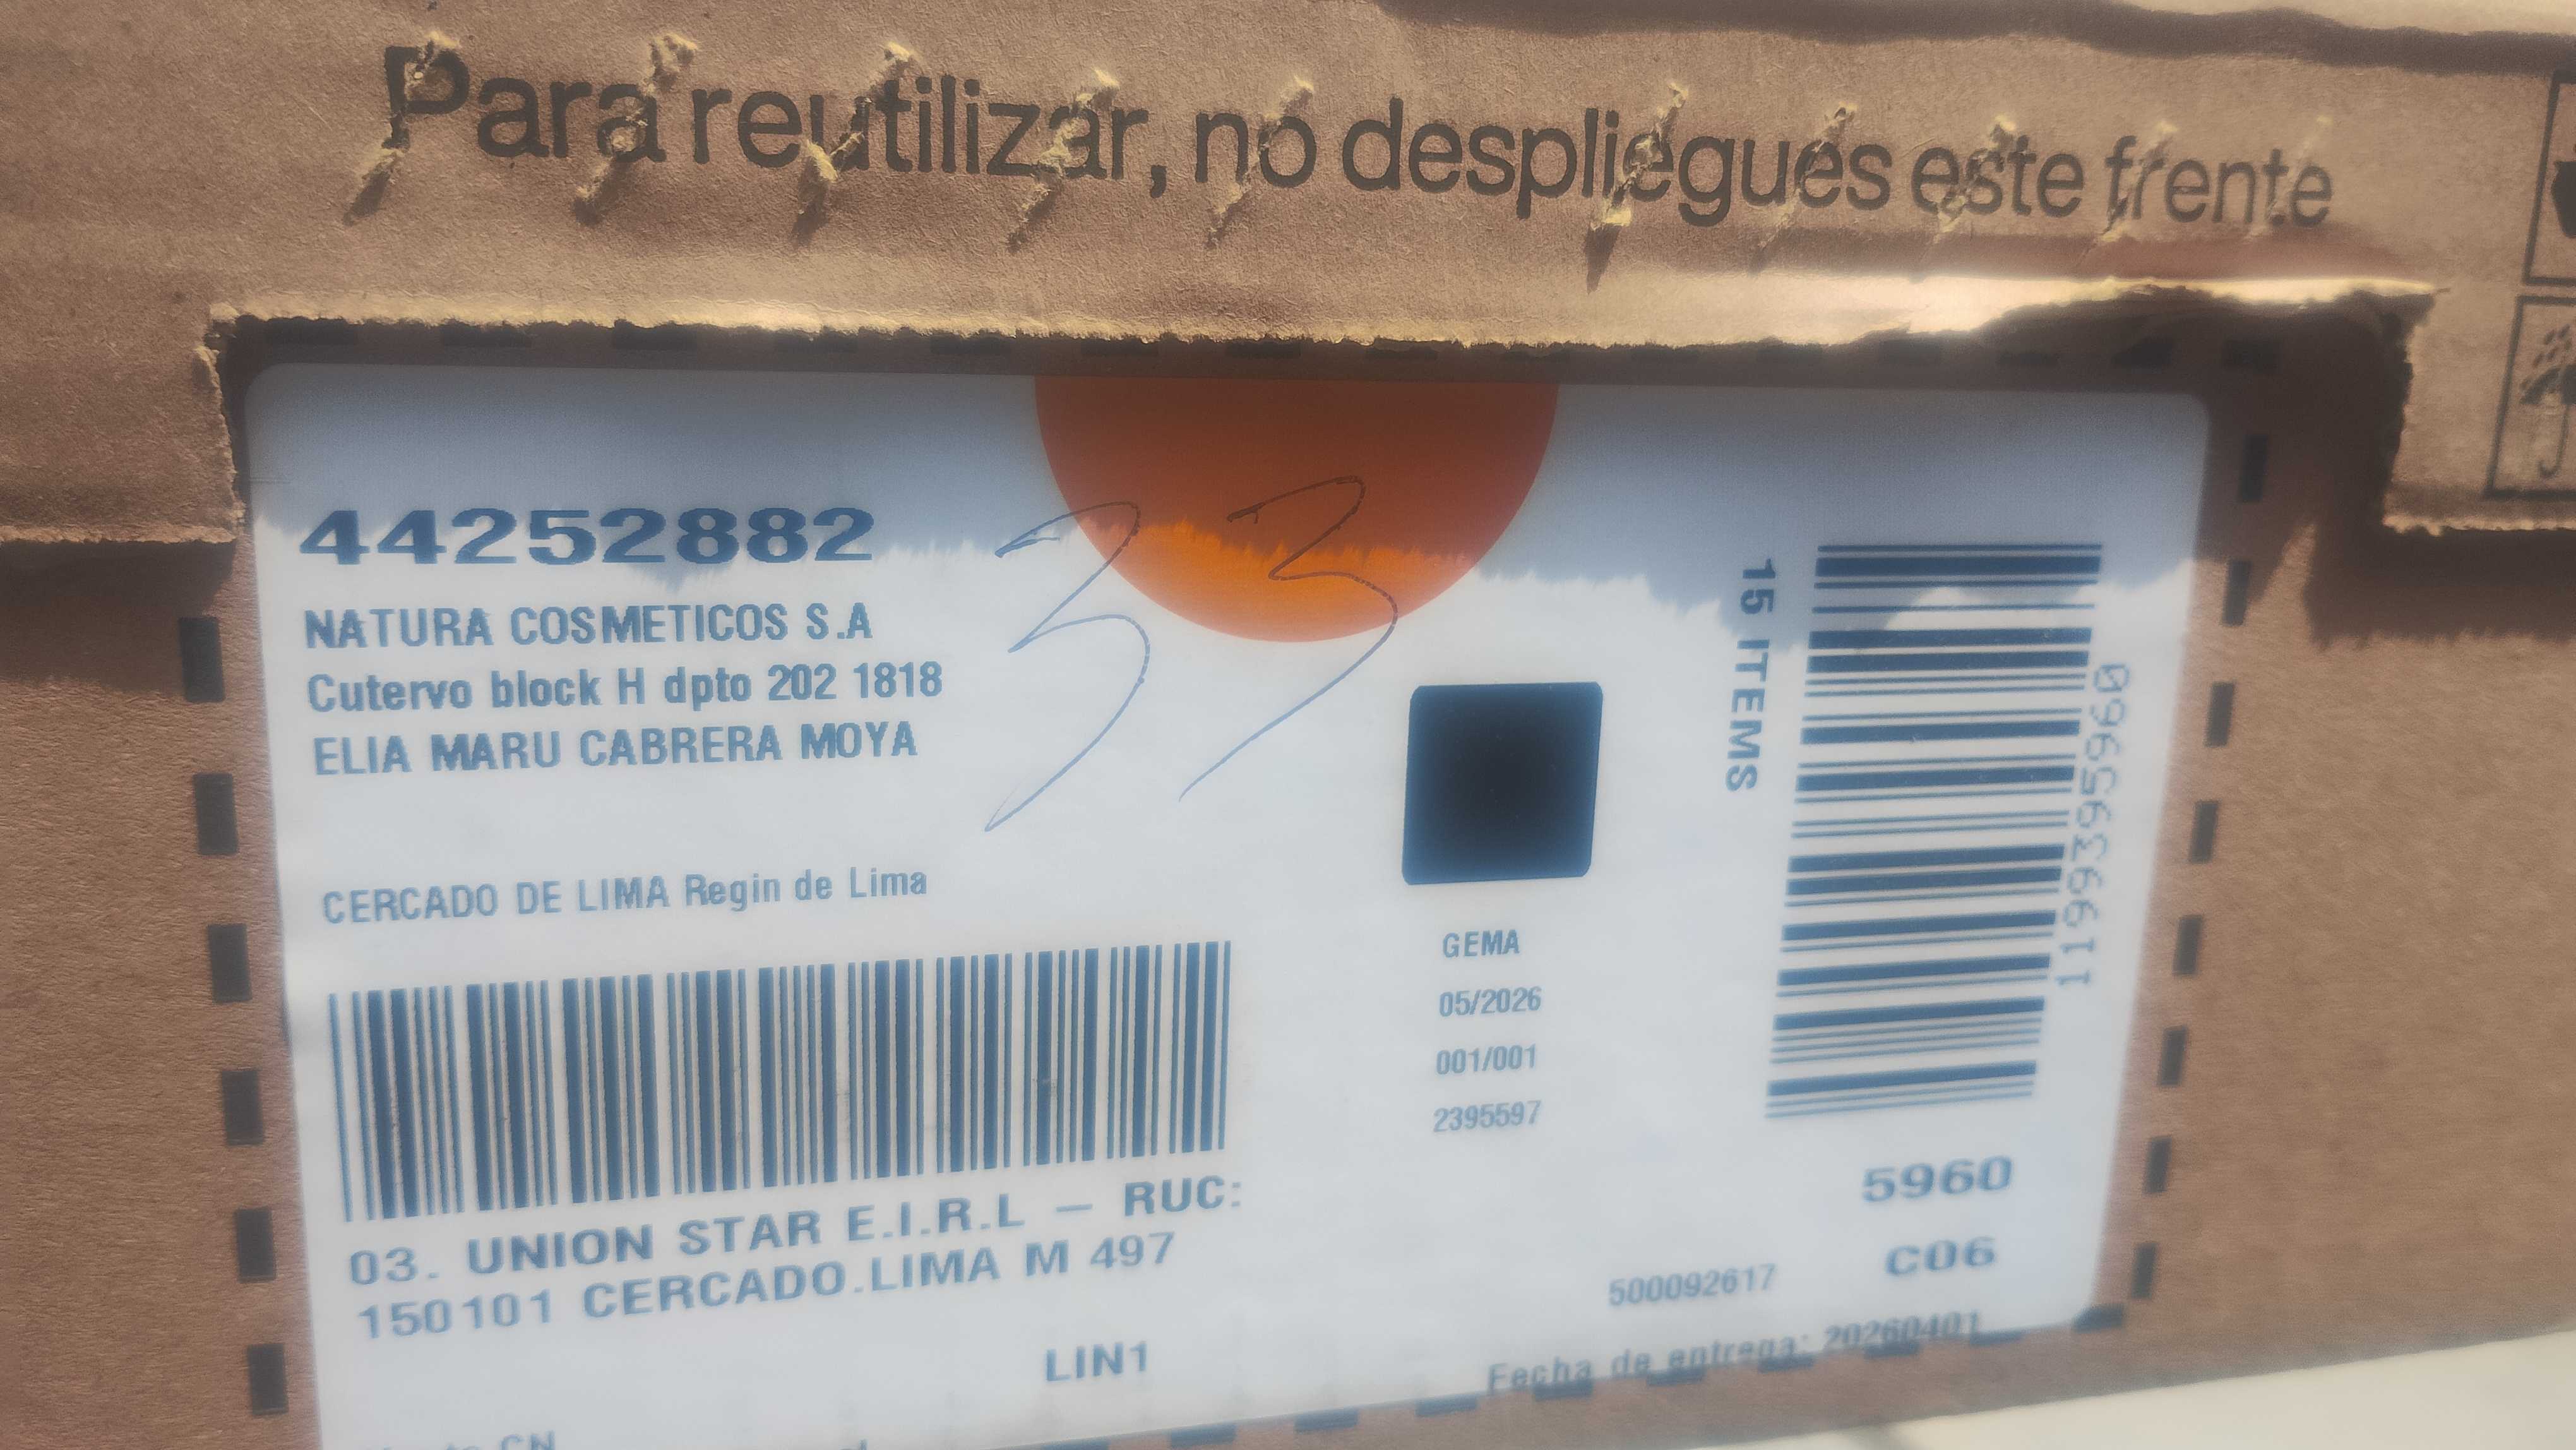 Para reutilizar, no despliegues este frente
44252882
33
NATURA COSMETICOS S.A
Cutervo block H dpto 202 1818
ELIA MARU CABRERA MOYA
CERCADO DE LIMA Regin de Lima
15 ITEMS
1199395960
GEMA
05/2026
001/001
2395597
03. UNION STAR E.I.R.L – RUC:
150101 CERCADO.LIMA M 497
LIN1
5960
C06
500092617
Fecha de entrega: 20260401
CN